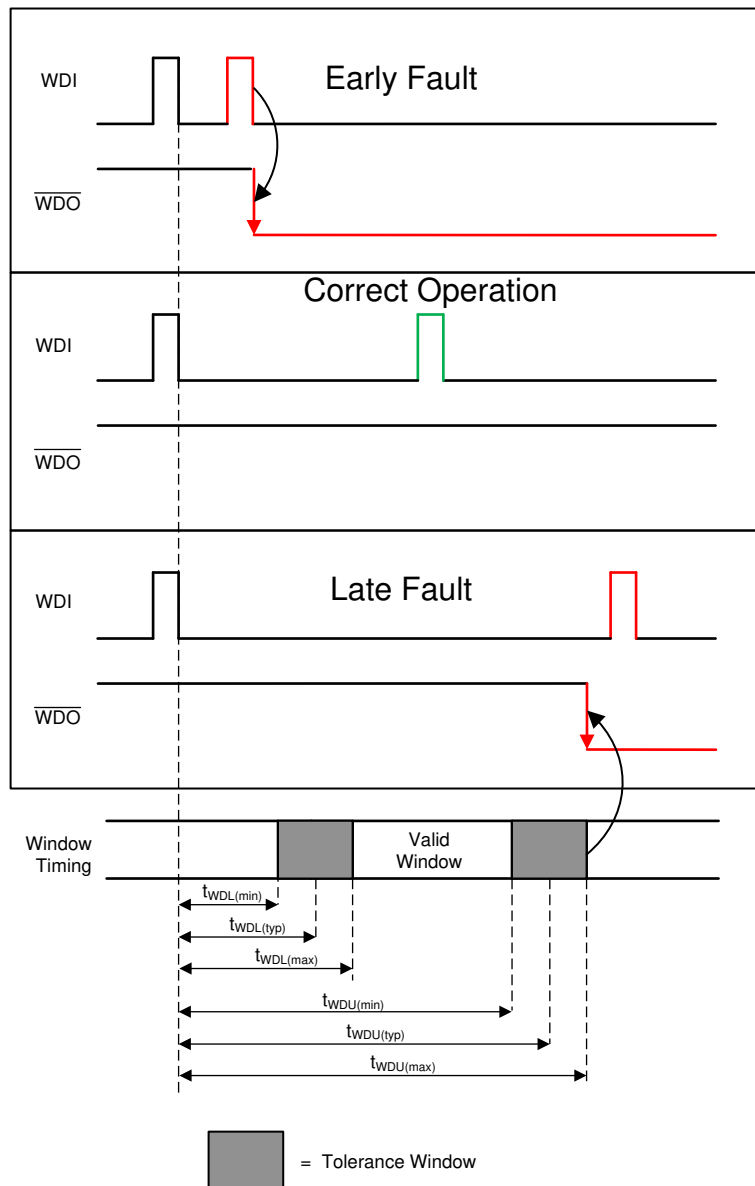 Early Fault
WDI
WDO
Correct Operation
WDI
WDO
Late Fault
WDI
WDO
Window
Timing
Valid
Window
tWDL(min)
tWDL(typ)
tWDL(max)
tWDU(min)
tWDU(typ)
tWDU(max)
= Tolerance Window